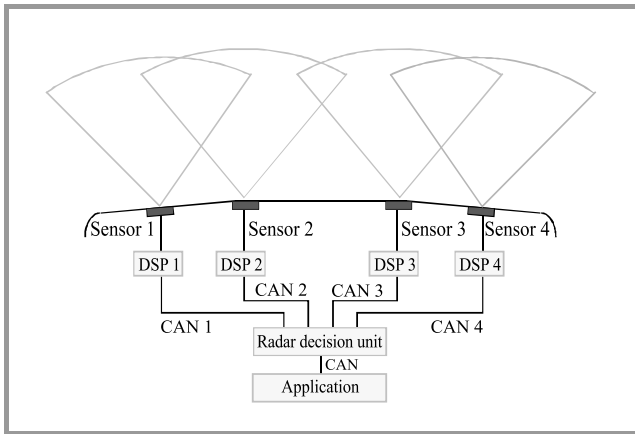 Sensor 1
Sensor 2
Sensor 3
Sensor 4
DSP 1
DSP 2
DSP 3
DSP 4
CAN 1
CAN 2
CAN 3
CAN 4
Radar decision unit
CAN
Application